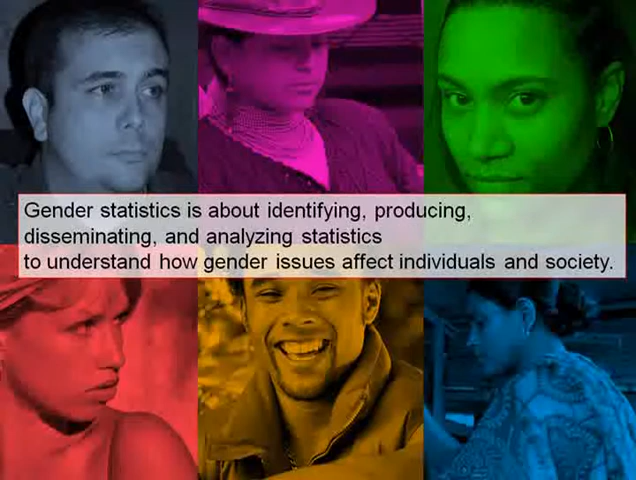 Gender statistics is about identifying, producing,
disseminating, and analyzing statistics
to understand how gender issues affect individuals and society.